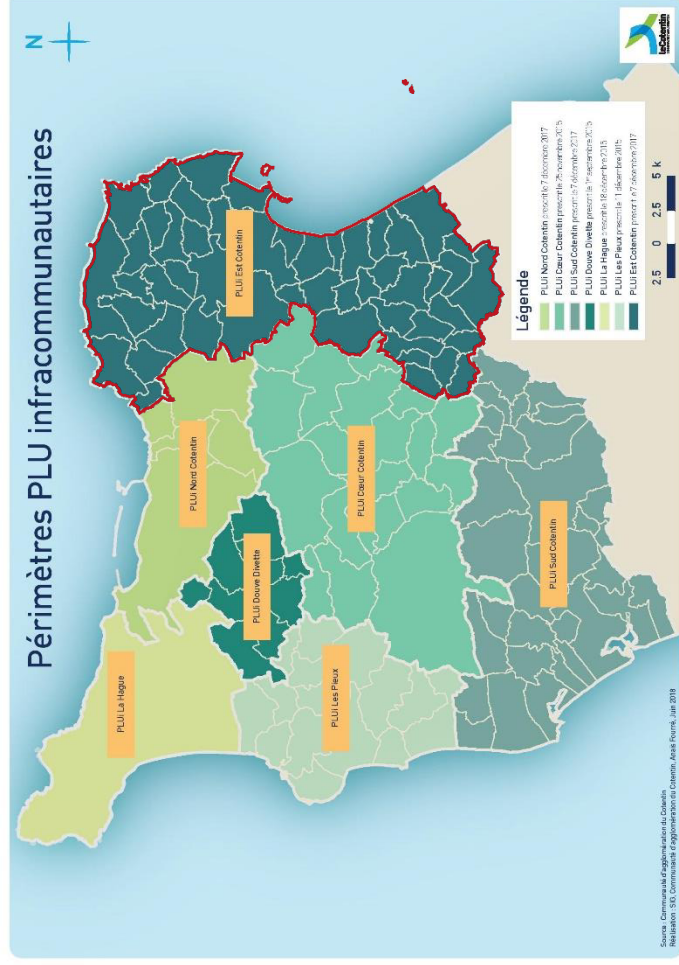 Périmètres PLU infracommunautaires
N
PLUi La Hague
PLUi Nord Cotentin
PLUi Est Cotentin
PLUi Douve Divette
PLUi Les Pieux
PLUi Cœur Cotentin
PLUi Sud Cotentin
Légende
PLUi Nord Cotentin prescrit le 7 décembre 2017
PLUi Cœur Cotentin prescrit le 25 novembre 2015
PLUi Sud Cotentin prescrit le 7 décembre 2017
PLUi Douve Divette prescrit le 1er septembre 2015
PLUi La Hague prescrit le 18 décembre 2015
PLUi Les Pieux prescrit le 11 décembre 2015
PLUi Est Cotentin prescrit le 7 décembre 2017
2.5 0 2.5 5 k
leCotentin
Source : Communauté d'agglomération du Cotentin
Réalisation : SIG, Communauté d'agglomération du Cotentin, Anaïs Fourré, Juin 2018